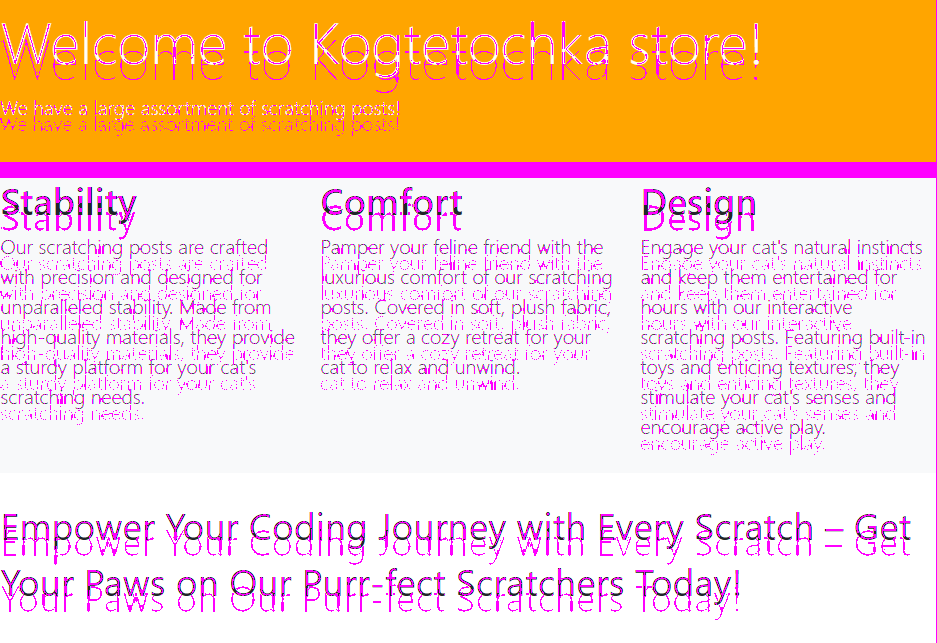 Welcome to Kogtetochka store!
We have a large assortment of scratching posts!
Stability
Our scratching posts are crafted
with precision and designed for
unparalleled stability. Made from
high-quality materials, they provide
a sturdy platform for your cat's
scratching needs.
Comfort
Pamper your feline friend with the
luxurious comfort of our scratching
posts. Covered in soft, plush fabric,
they offer a cozy retreat for your
cat to relax and unwind.
Design
Engage your cat's natural instincts
and keep them entertained for
hours with our interactive
scratching posts. Featuring built-in
toys and enticing textures, they
stimulate your cat's senses and
encourage active play.
Empower Your Coding Journey with Every Scratch – Get
Your Paws on Our Purr-fect Scratchers Today!